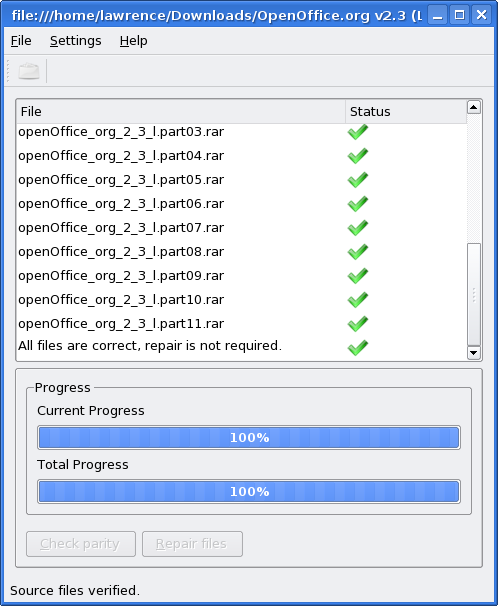 file:///home/lawrence/Downloads/OpenOffice.org v2.3 (L
File Settings Help
File Status
openOffice_org_2_3_l.part03.rar
openOffice_org_2_3_l.part04.rar
openOffice_org_2_3_l.part05.rar
openOffice_org_2_3_l.part06.rar
openOffice_org_2_3_l.part07.rar
openOffice_org_2_3_l.part08.rar
openOffice_org_2_3_l.part09.rar
openOffice_org_2_3_l.part10.rar
openOffice_org_2_3_l.part11.rar
All files are correct, repair is not required.
Progress
Current Progress
100%
Total Progress
100%
Check parity Repair files
Source files verified.